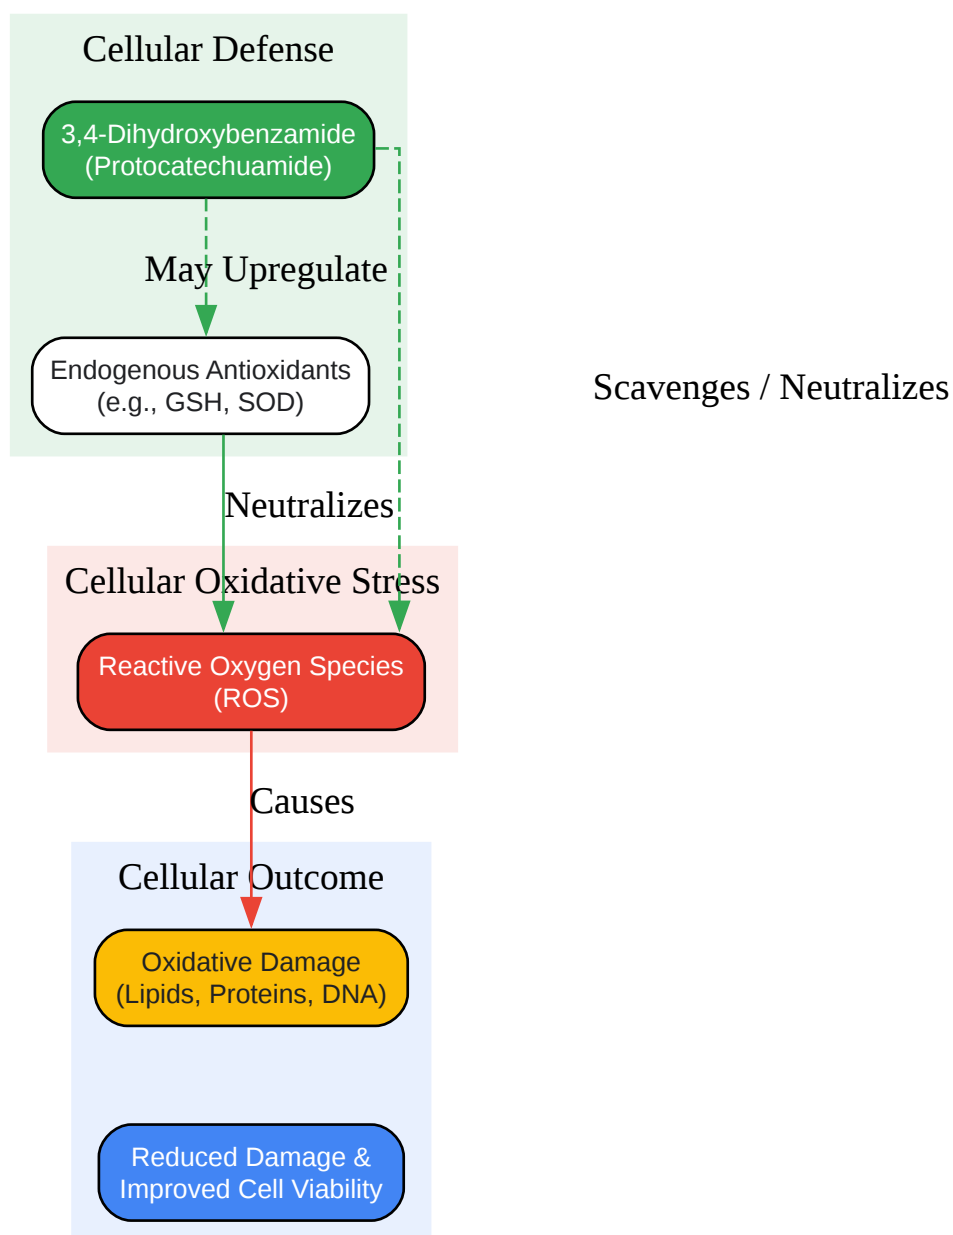 Cellular Defense
3,4-Dihydroxybenzamide
(Protocatechuamide)
May Upregulate
Endogenous Antioxidants
(e.g., GSH, SOD)
Scavenges / Neutralizes
Neutralizes
Cellular Oxidative Stress
Reactive Oxygen Species
(ROS)
Causes
Cellular Outcome
Oxidative Damage
(Lipids, Proteins, DNA)
Reduced Damage &
Improved Cell Viability